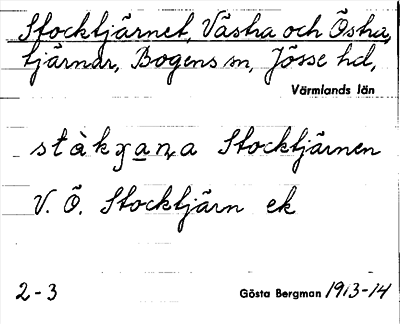 Stocktjärnet, Västra och Östra,
tjärnar, Bogens sn, Jösse hd,
Värmlands län
Stocktjärnen
V. Ö. Stocktjärn ek
2-3
Gösta Bergman 1913-14